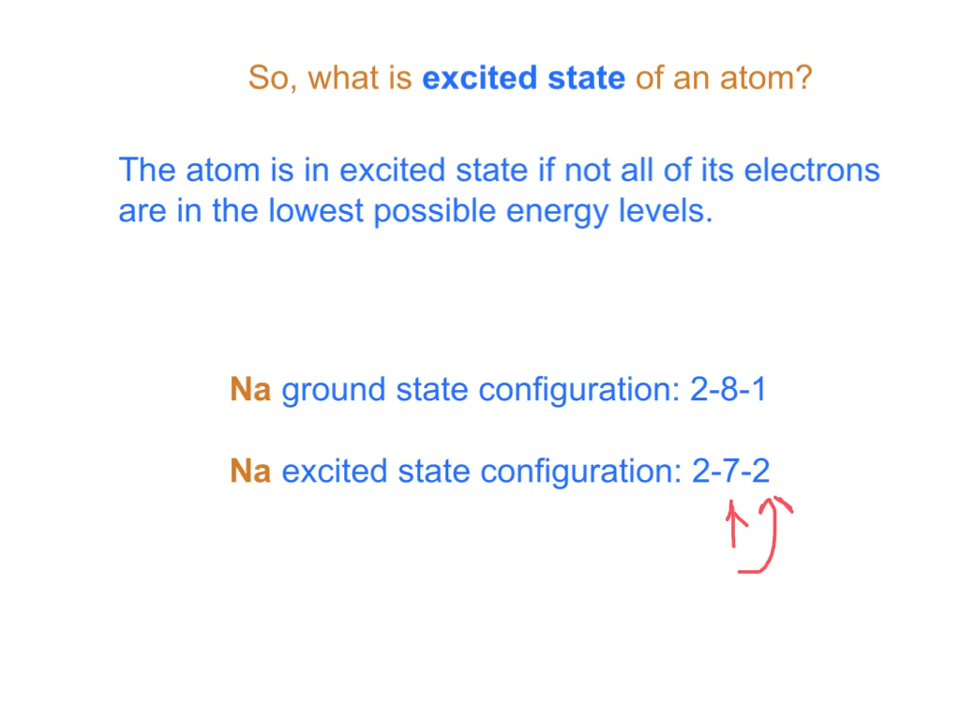 So, what is excited state of an atom?
The atom is in excited state if not all of its electrons
are in the lowest possible energy levels.
Na ground state configuration: 2-8-1
Na excited state configuration: 2-7-2